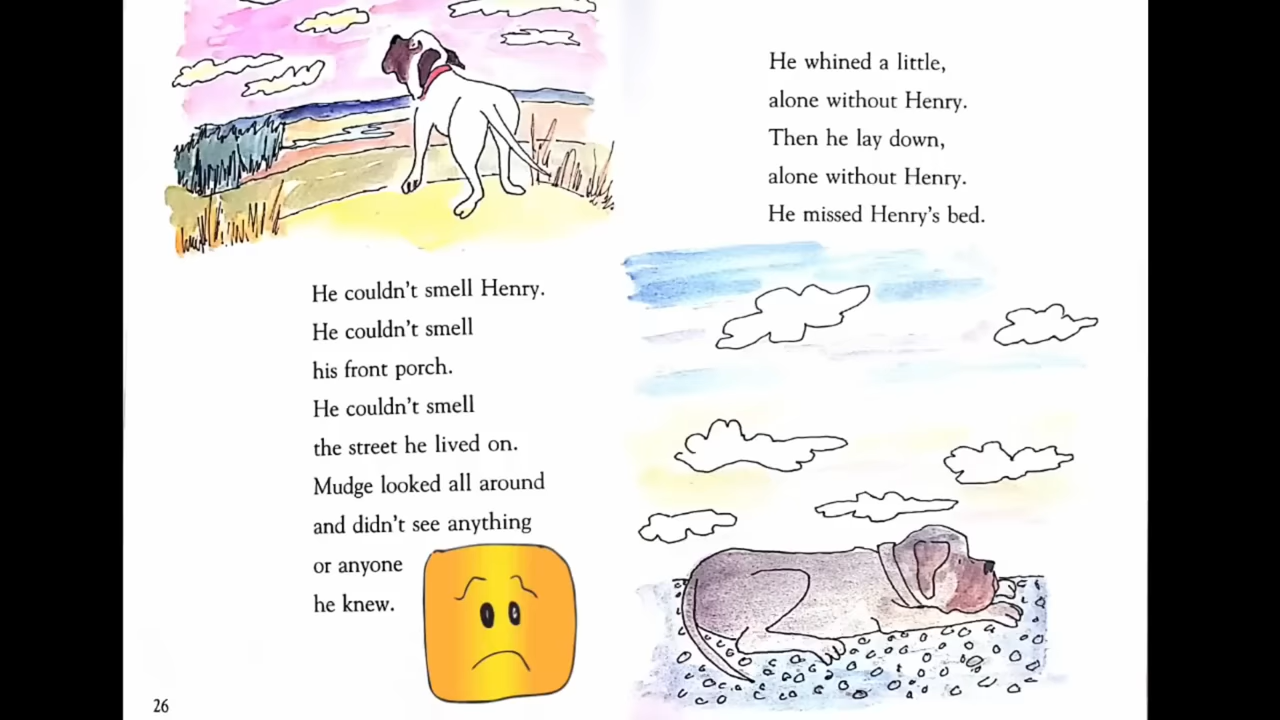 He couldn't smell Henry.
He couldn't smell
his front porch.
He couldn't smell
the street he lived on.
Mudge looked all around
and didn't see anything
or anyone
he knew.
26
He whined a little,
alone without Henry.
Then he lay down,
alone without Henry.
He missed Henry's bed.